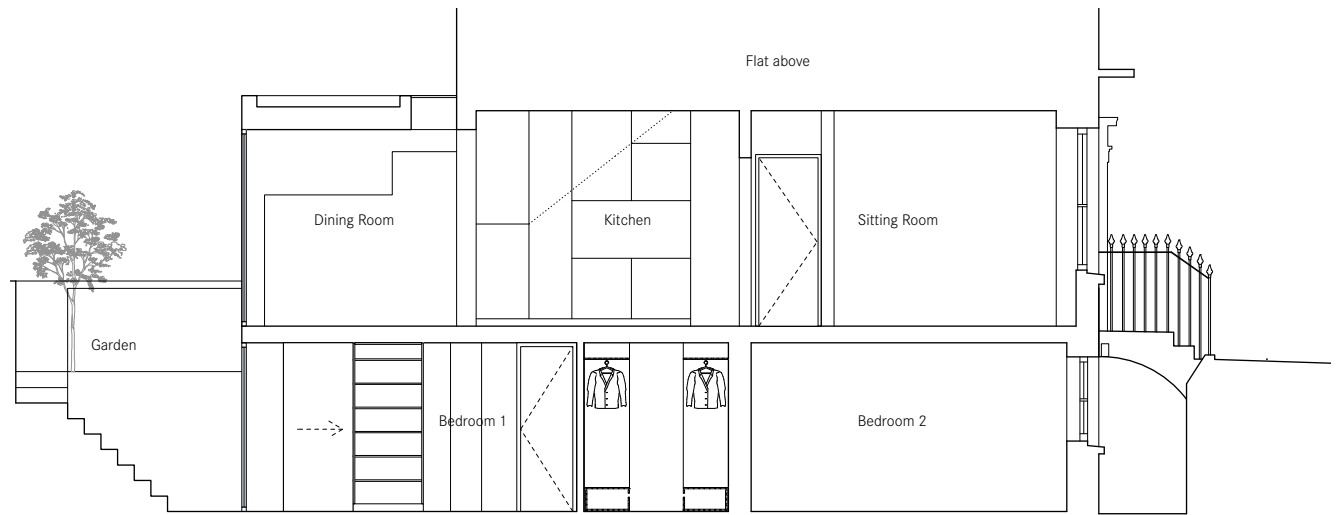 Flat above
Dining Room
Kitchen
Sitting Room
Garden
Bedroom 1
Bedroom 2